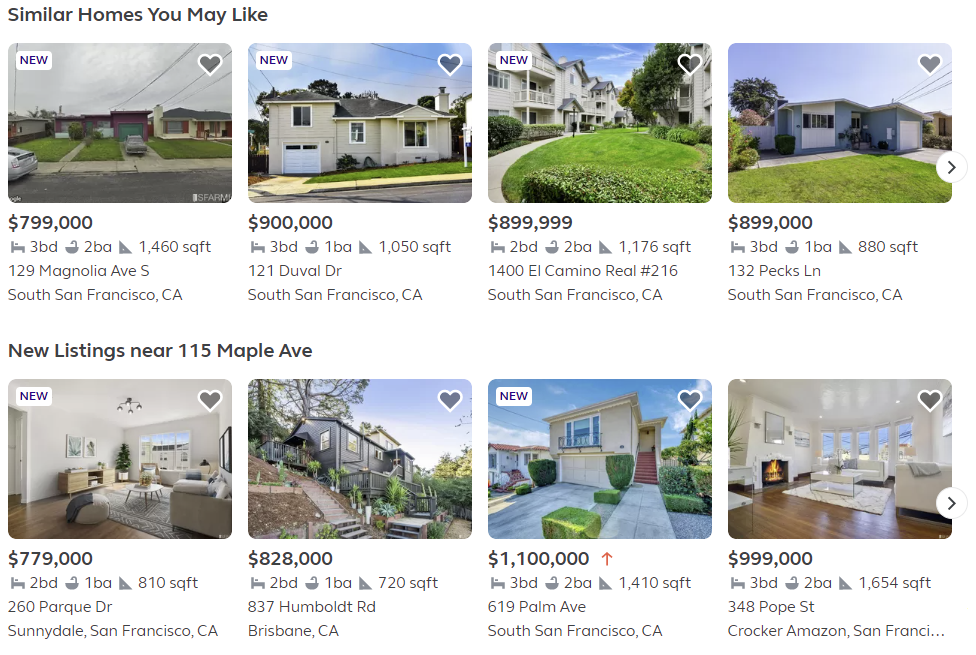 Similar Homes You May Like
NEW
NEW
NEW
$799,000
3bd 2ba 1,460 sqft
129 Magnolia Ave S
South San Francisco, CA
$900,000
3bd 1ba 1,050 sqft
121 Duval Dr
South San Francisco, CA
$899,999
2bd 2ba 1,176 sqft
1400 El Camino Real #216
South San Francisco, CA
$899,000
3bd 1ba 880 sqft
132 Pecks Ln
South San Francisco, CA
New Listings near 115 Maple Ave
NEW
NEW
$779,000
2bd 1ba 810 sqft
260 Parque Dr
Sunnydale, San Francisco, CA
$828,000
2bd 1ba 720 sqft
837 Humboldt Rd
Brisbane, CA
$1,100,000 ↑
3bd 2ba 1,410 sqft
619 Palm Ave
South San Francisco, CA
$999,000
3bd 2ba 1,654 sqft
348 Pope St
Crocker Amazon, San Franci...